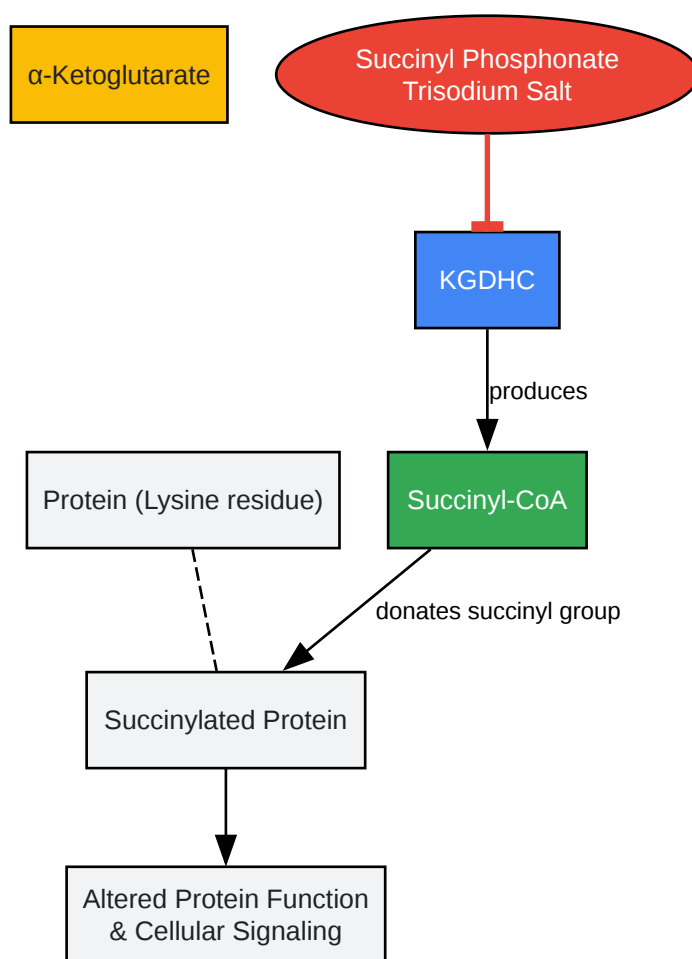 α-Ketoglutarate
Succinyl Phosphonate
Trisodium Salt
KGDHC
produces
Protein (Lysine residue)
Succinyl-CoA
donates succinyl group
Succinylated Protein
Altered Protein Function
& Cellular Signaling